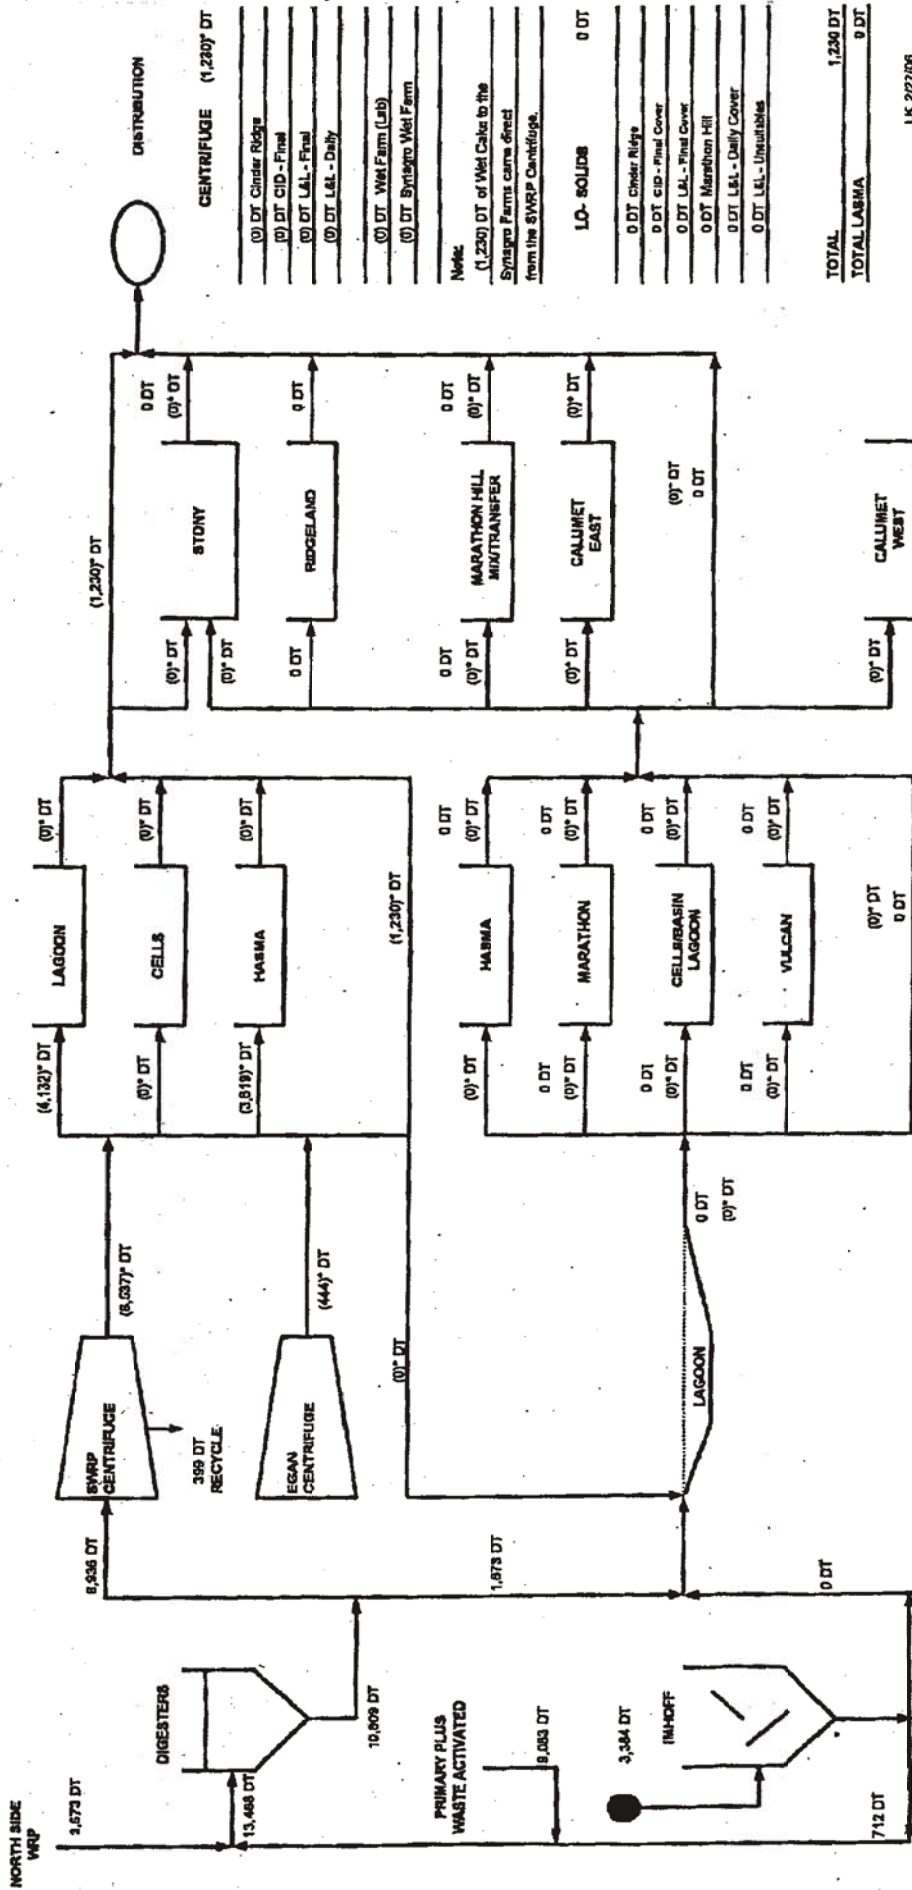 NORTH SIDE
WRP
3,673 DT
13,468 DT
DIGESTERS
10,809 DT
PRIMARY PLUS
WASTE ACTIVATED
9,083 DT
3,384 DT
IMHOFF
712 DT
0 DT
8,936 DT
1,873 DT
SWRP
CENTRIFUGE
399 DT
RECYCLE
(8,537)* DT
EGAN
CENTRIFUGE
(444)* DT
(0)* DT
LAGOON
0 DT
(0)* DT
(4,132)* DT
LAGOON
(0)* DT
(0)* DT
CELLS
(0)* DT
(3,619)* DT
HASMA
(0)* DT
(1,230)* DT
(0)* DT
HASMA
0 DT
(0)* DT
0 DT
(0)* DT
MARATHON
0 DT
(0)* DT
0 DT
(0)* DT
CELLS/BASIN
LAGOON
0 DT
(0)* DT
0 DT
(0)* DT
VULCAN
0 DT
(0)* DT
(0)* DT
0 DT
(1,230)* DT
(0)* DT
(0)* DT
STONY
0 DT
(0)* DT
0 DT
RIDGELAND
0 DT
0 DT
(0)* DT
MARATHON HILL
MIX/TRANSFER
0 DT
(0)* DT
(0)* DT
CALUMET
EAST
(0)* DT
(0)* DT
0 DT
(0)* DT
CALUMET
WEST
DISTRIBUTION
CENTRIFUGE (1,230)* DT
(0) DT Cinder Ridge
(0) DT CID - Final
(0) DT L&L - Final
(0) DT L&L - Daily
(0) DT Wet Farm (Lab)
(0) DT Synagro Wet Farm
Note:
(1,230) DT of Wet Cake to the
Synagro Farms came direct
from the SWRP Centrifuge.
LO- SOLIDS 0 DT
0 DT Cinder Ridge
0 DT CID - Final Cover
0 DT L&L - Final Cover
0 DT Marathon Hill
0 DT L&L - Daily Cover
0 DT L&L - Unsuitables
TOTAL 1,230 DT
TOTAL LASMA 0 DT
LK 2/22/06